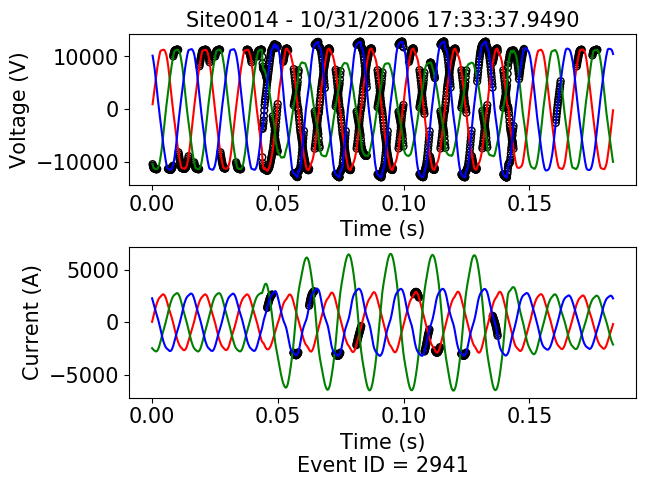 Site0014 - 10/31/2006 17:33:37.9490
Voltage (V)
10000
0
−10000
0.00 0.05 0.10 0.15
Time (s)
Current (A)
5000
0
−5000
0.00 0.05 0.10 0.15
Time (s)
Event ID = 2941